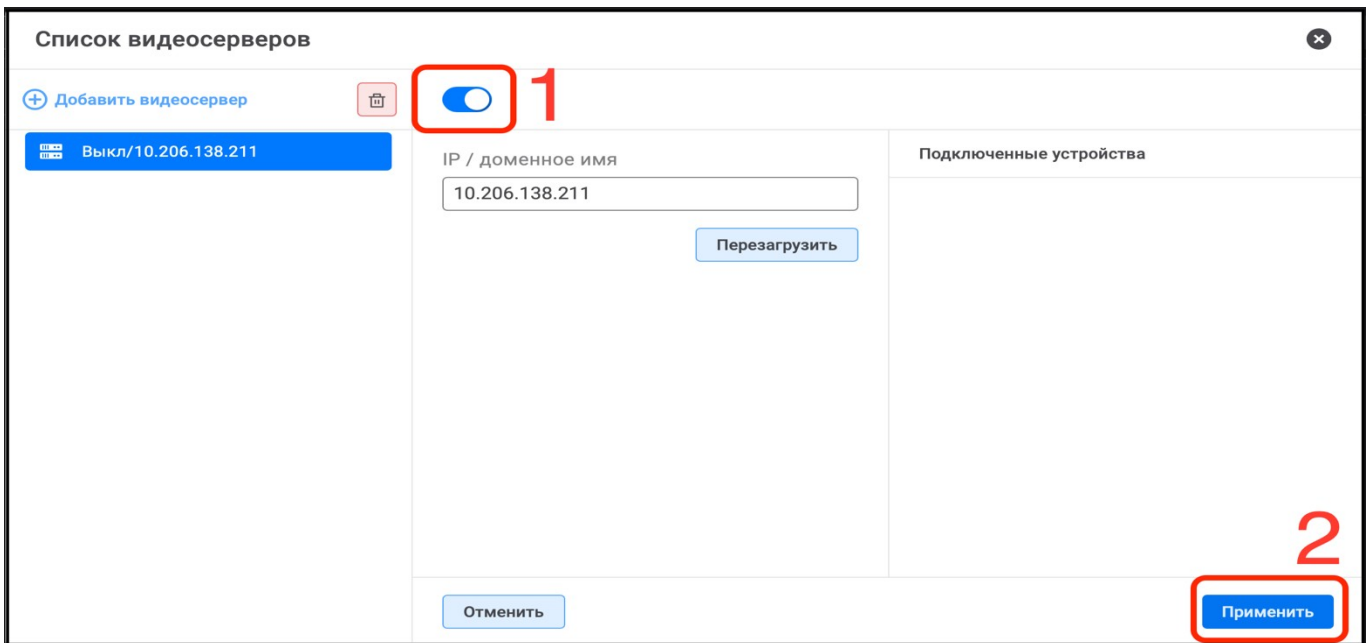 Список видеосерверов
Добавить видеосервер
1
Выкл/10.206.138.211
IP / доменное имя
10.206.138.211
Перезагрузить
Подключенные устройства
2
Отменить
Применить